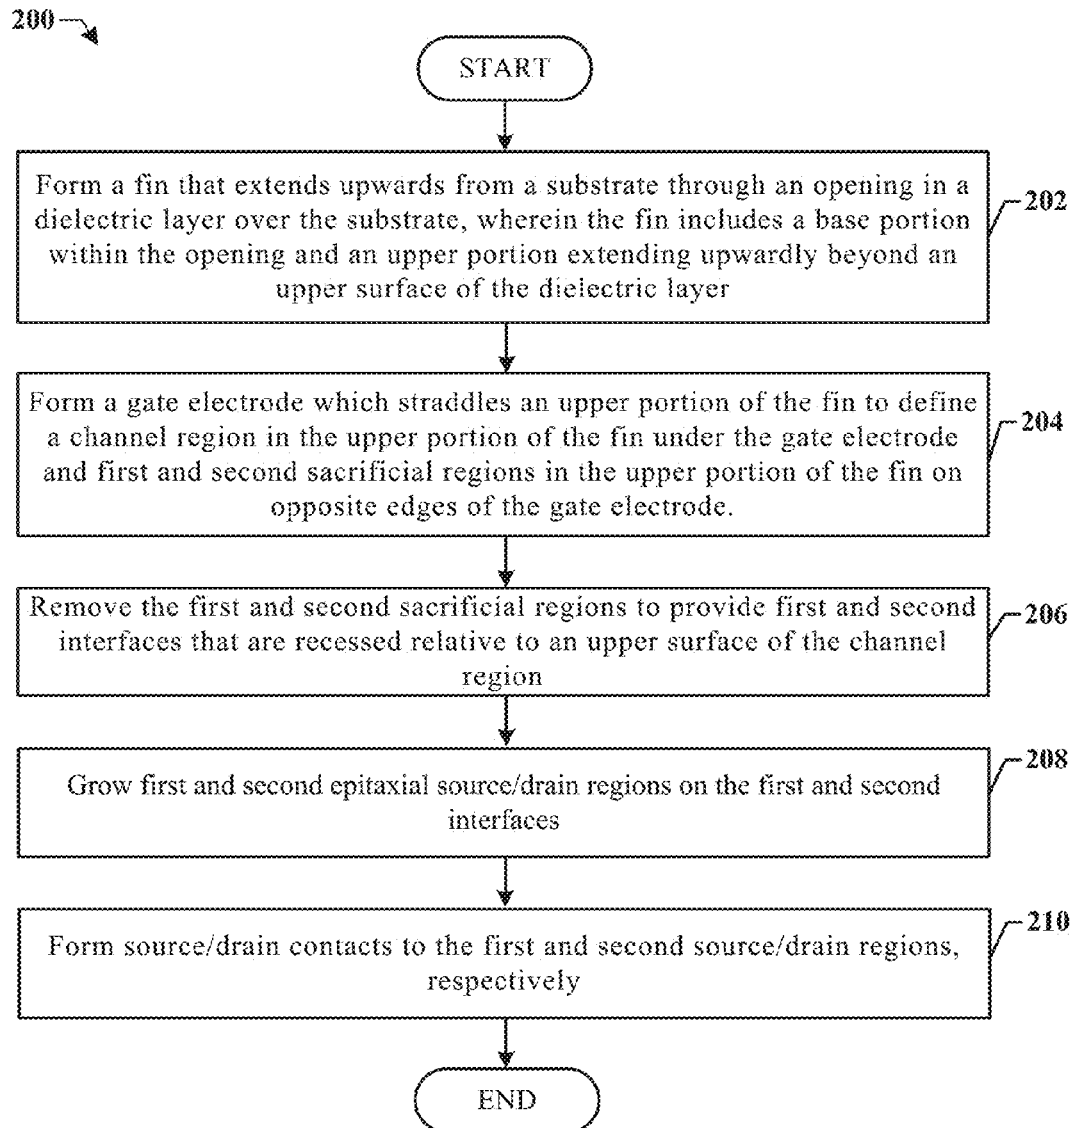 200
START
Form a fin that extends upwards from a substrate through an opening in a
dielectric layer over the substrate, wherein the fin includes a base portion
within the opening and an upper portion extending upwardly beyond an
upper surface of the dielectric layer
202
Form a gate electrode which straddles an upper portion of the fin to define
a channel region in the upper portion of the fin under the gate electrode
and first and second sacrificial regions in the upper portion of the fin on
opposite edges of the gate electrode.
204
Remove the first and second sacrificial regions to provide first and second
interfaces that are recessed relative to an upper surface of the channel
region
206
Grow first and second epitaxial source/drain regions on the first and second
interfaces
208
Form source/drain contacts to the first and second source/drain regions,
respectively
210
END